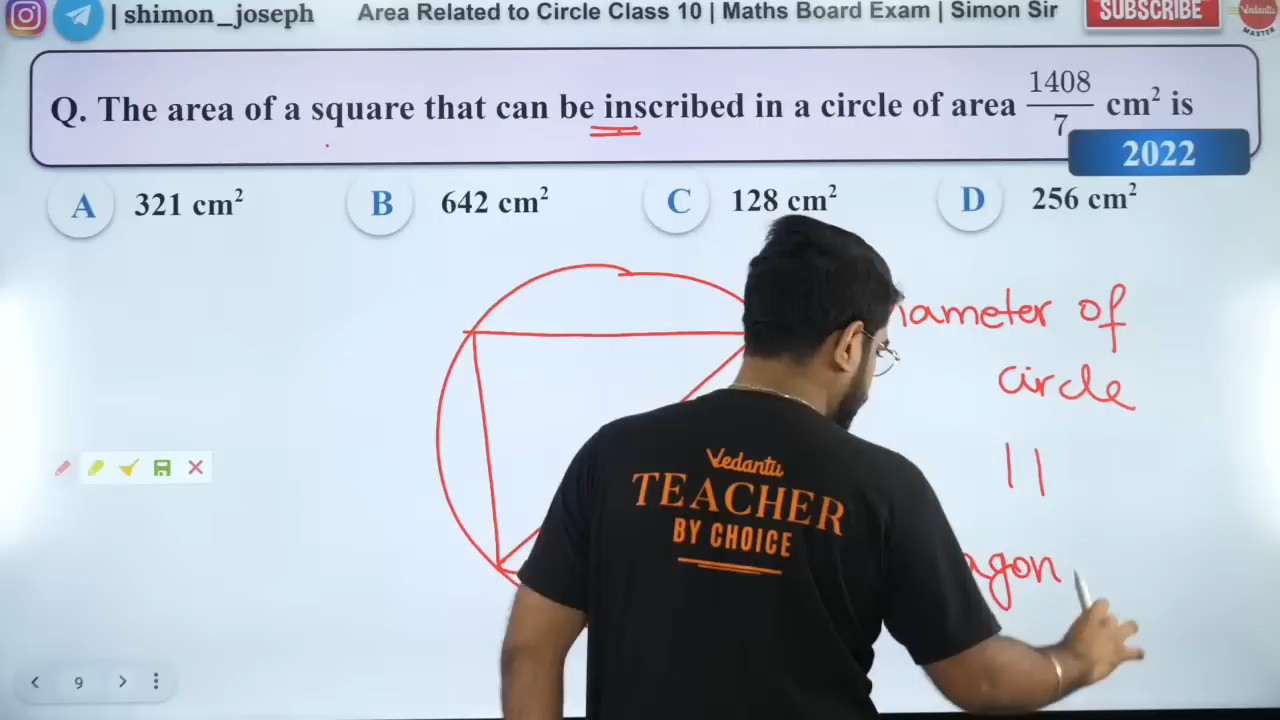 | shimon_joseph
Area Related to Circle Class 10 | Maths Board Exam | Simon Sir
SUBSCRIBE
Vedantu
MASTER
Q. The area of a square that can be inscribed in a circle of area 1408/7 cm² is
2022
A 321 cm²
B 642 cm²
C 128 cm²
D 256 cm²
iameter of
circle
||
agon
Vedantu
TEACHER
BY CHOICE
9